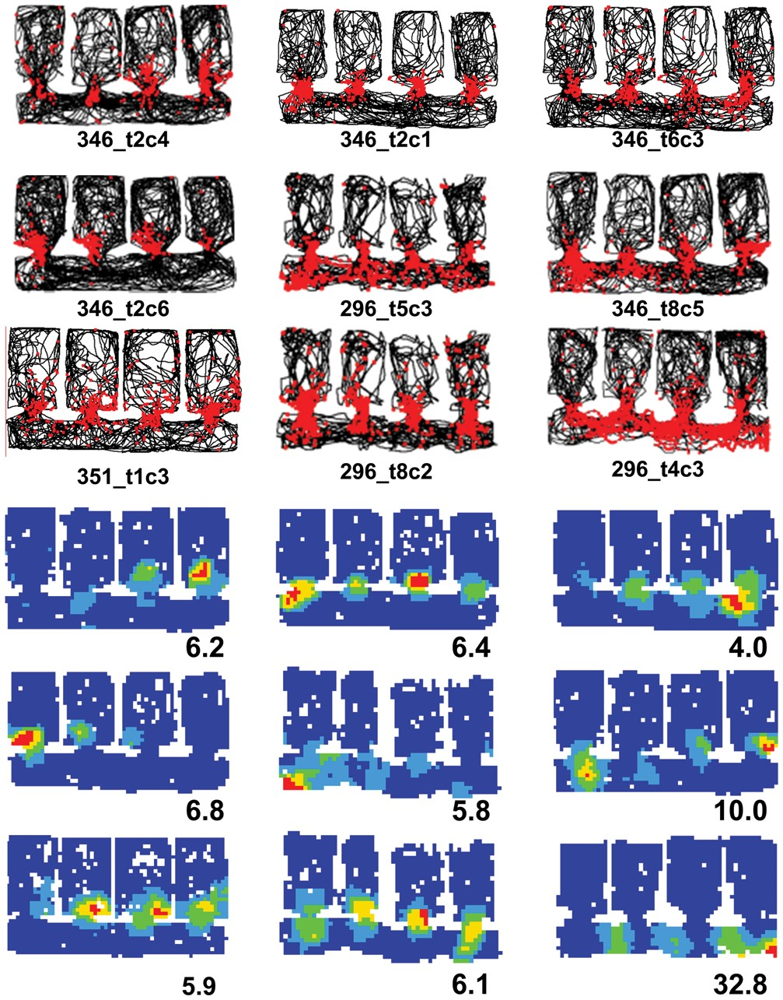 346_t2c4 346_t2c1 346_t6c3
346_t2c6 296_t5c3 346_t8c5
351_t1c3 296_t8c2 296_t4c3
6.2 6.4 4.0
6.8 5.8 10.0
5.9 6.1 32.8